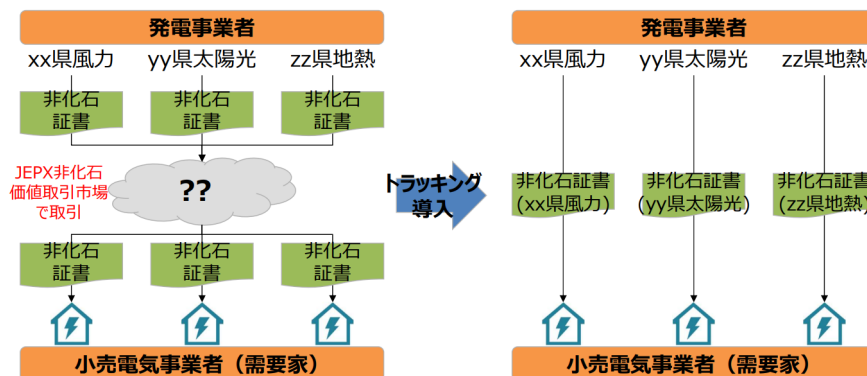 発電事業者
xx県風力
yy県太陽光
zz県地熱
非化石
証書
非化石
証書
非化石
証書
JEPX非化石
価値取引市場
で取引
??
非化石
証書
非化石
証書
非化石
証書
小売電気事業者（需要家）
トラッキング
導入
発電事業者
xx県風力
yy県太陽光
zz県地熱
非化石証書
(xx県風力)
非化石証書
(yy県太陽光)
非化石証書
(zz県地熱)
小売電気事業者（需要家）